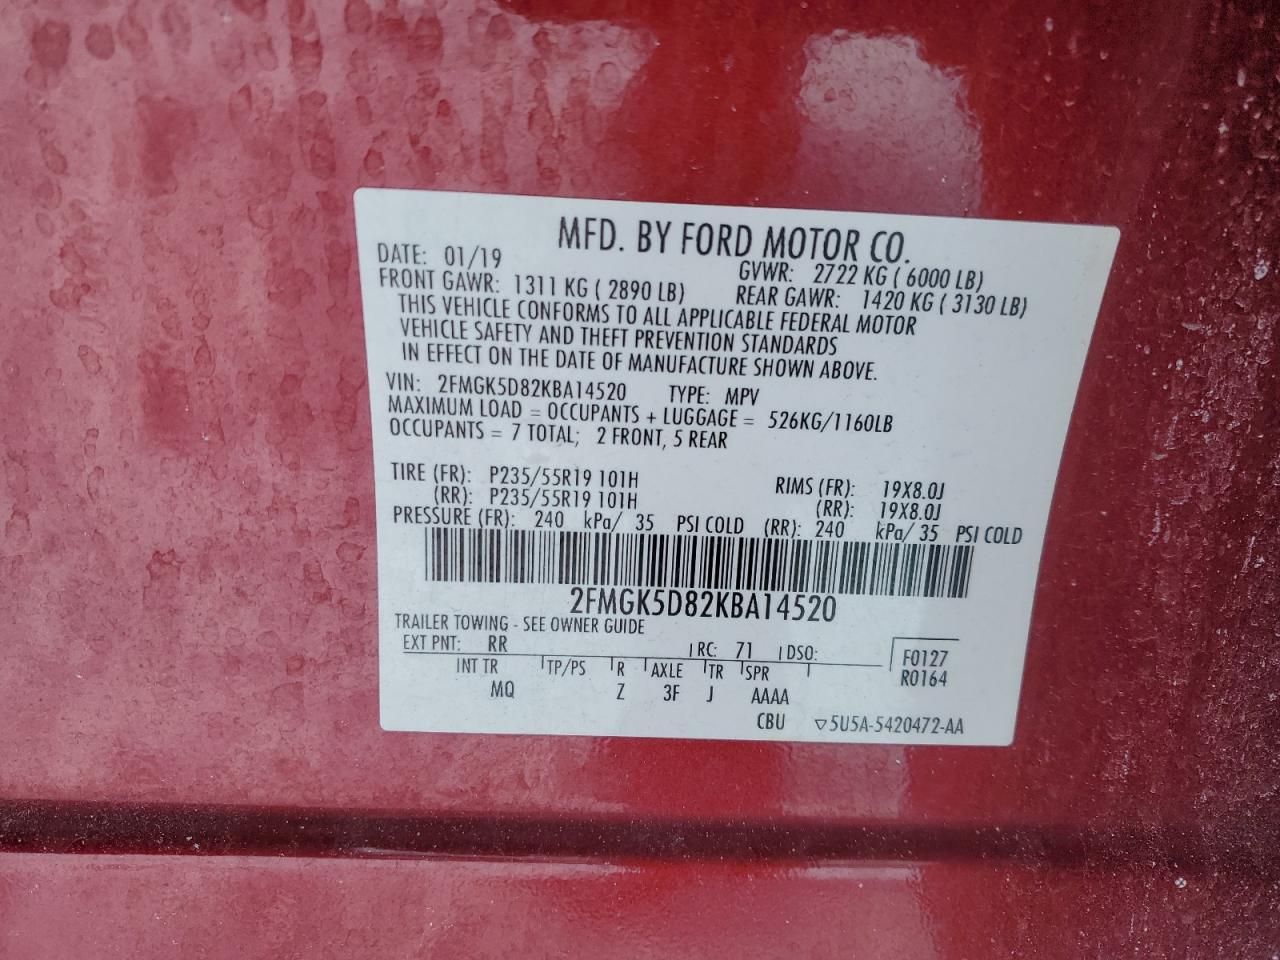 MFD. BY FORD MOTOR CO.
DATE: 01/19 GVWR: 2722 KG ( 6000 LB)
FRONT GAWR: 1311 KG ( 2890 LB) REAR GAWR: 1420 KG ( 3130 LB)
THIS VEHICLE CONFORMS TO ALL APPLICABLE FEDERAL MOTOR
VEHICLE SAFETY AND THEFT PREVENTION STANDARDS
IN EFFECT ON THE DATE OF MANUFACTURE SHOWN ABOVE.
VIN: 2FMGK5D82KBA14520 TYPE: MPV
MAXIMUM LOAD = OCCUPANTS + LUGGAGE = 526KG/1160LB
OCCUPANTS = 7 TOTAL; 2 FRONT, 5 REAR
TIRE (FR): P235/55R19 101H RIMS (FR): 19X8.0J
(RR): P235/55R19 101H (RR): 19X8.0J
PRESSURE (FR): 240 kPa/ 35 PSI COLD (RR): 240 kPa/ 35 PSI COLD
2FMGK5D82KBA14520
TRAILER TOWING - SEE OWNER GUIDE
EXT PNT: RR RC: 71 DSO: F0127
INT TR TP/PS R AXLE TR SPR R0164
MQ Z 3F J AAAA
CBU ▽5U5A-5420472-AA